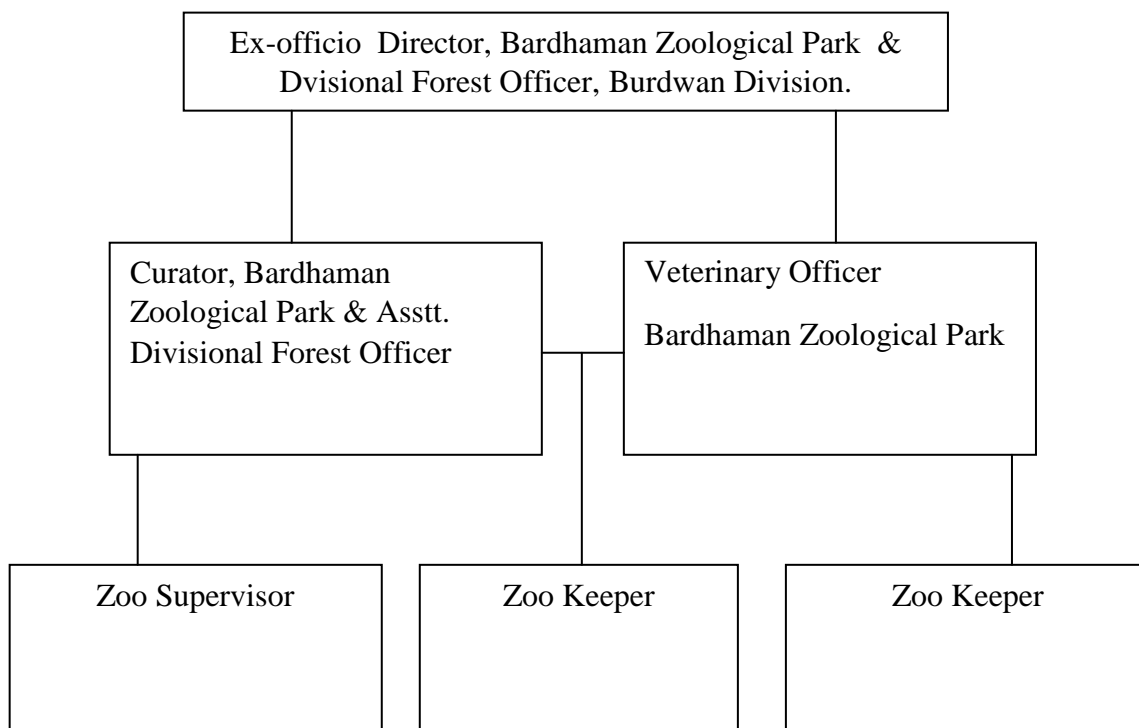 Ex-officio Director, Bardhaman Zoological Park &
Dvisional Forest Officer, Burdwan Division.
Curator, Bardhaman
Zoological Park & Asstt.
Divisional Forest Officer
Veterinary Officer
Bardhaman Zoological Park
Zoo Supervisor
Zoo Keeper
Zoo Keeper